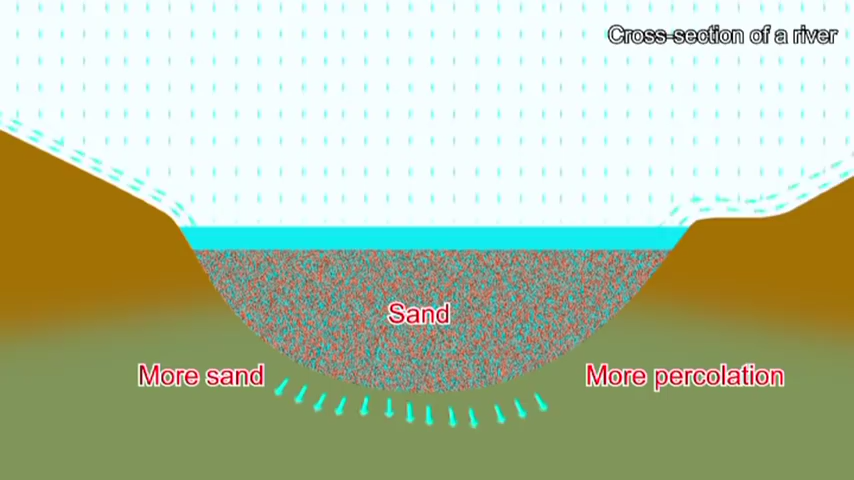 Cross-section of a river
Sand
More sand
More percolation